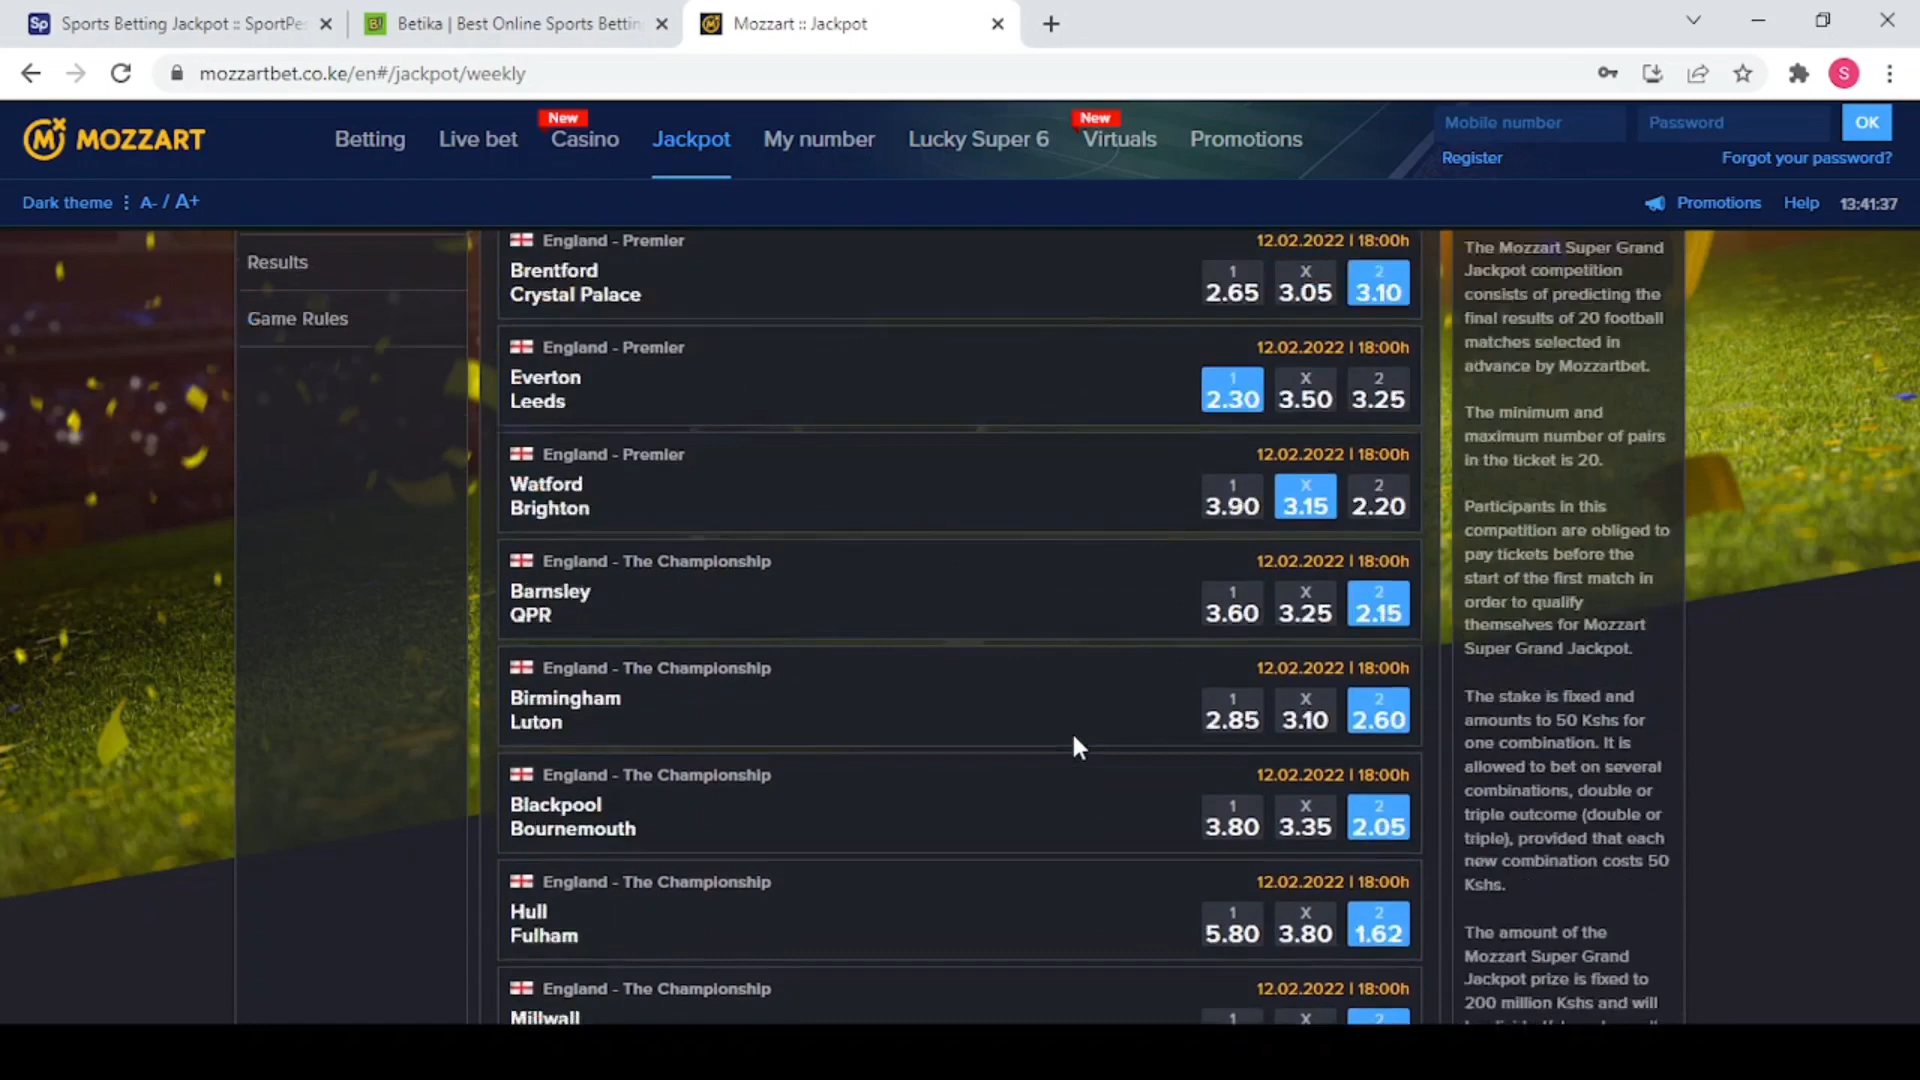 Sp Sports Betting Jackpot :: SportPe
B! Betika | Best Online Sports Bettin
Mozzart :: Jackpot
mozzartbet.co.ke/en#/jackpot/weekly
S
MOZZART
Betting
Live bet
New
Casino
Jackpot
My number
Lucky Super 6
New
Virtuals
Promotions
Mobile number
Password
OK
Register
Forgot your password?
Dark theme
A- / A+
Promotions
Help
13:41:37
Results
Game Rules
England - Premier
12.02.2022 | 18:00h
Brentford
Crystal Palace
1 X 2
2.65 3.05 3.10
England - Premier
12.02.2022 | 18:00h
Everton
Leeds
1 X 2
2.30 3.50 3.25
England - Premier
12.02.2022 | 18:00h
Watford
Brighton
1 X 2
3.90 3.15 2.20
England - The Championship
12.02.2022 | 18:00h
Barnsley
QPR
1 X 2
3.60 3.25 2.15
England - The Championship
12.02.2022 | 18:00h
Birmingham
Luton
1 X 2
2.85 3.10 2.60
England - The Championship
12.02.2022 | 18:00h
Blackpool
Bournemouth
1 X 2
3.80 3.35 2.05
England - The Championship
12.02.2022 | 18:00h
Hull
Fulham
1 X 2
5.80 3.80 1.62
England - The Championship
12.02.2022 | 18:00h
Millwall
1 X 2
The Mozzart Super Grand
Jackpot competition
consists of predicting the
final results of 20 football
matches selected in
advance by Mozzartbet.
The minimum and
maximum number of pairs
in the ticket is 20.
Participants in this
competition are obliged to
pay tickets before the
start of the first match in
order to qualify
themselves for Mozzart
Super Grand Jackpot.
The stake is fixed and
amounts to 50 Kshs for
one combination. It is
allowed to bet on several
combinations, double or
triple outcome (double or
triple), provided that each
new combination costs 50
Kshs.
The amount of the
Mozzart Super Grand
Jackpot prize is fixed to
200 million Kshs and will